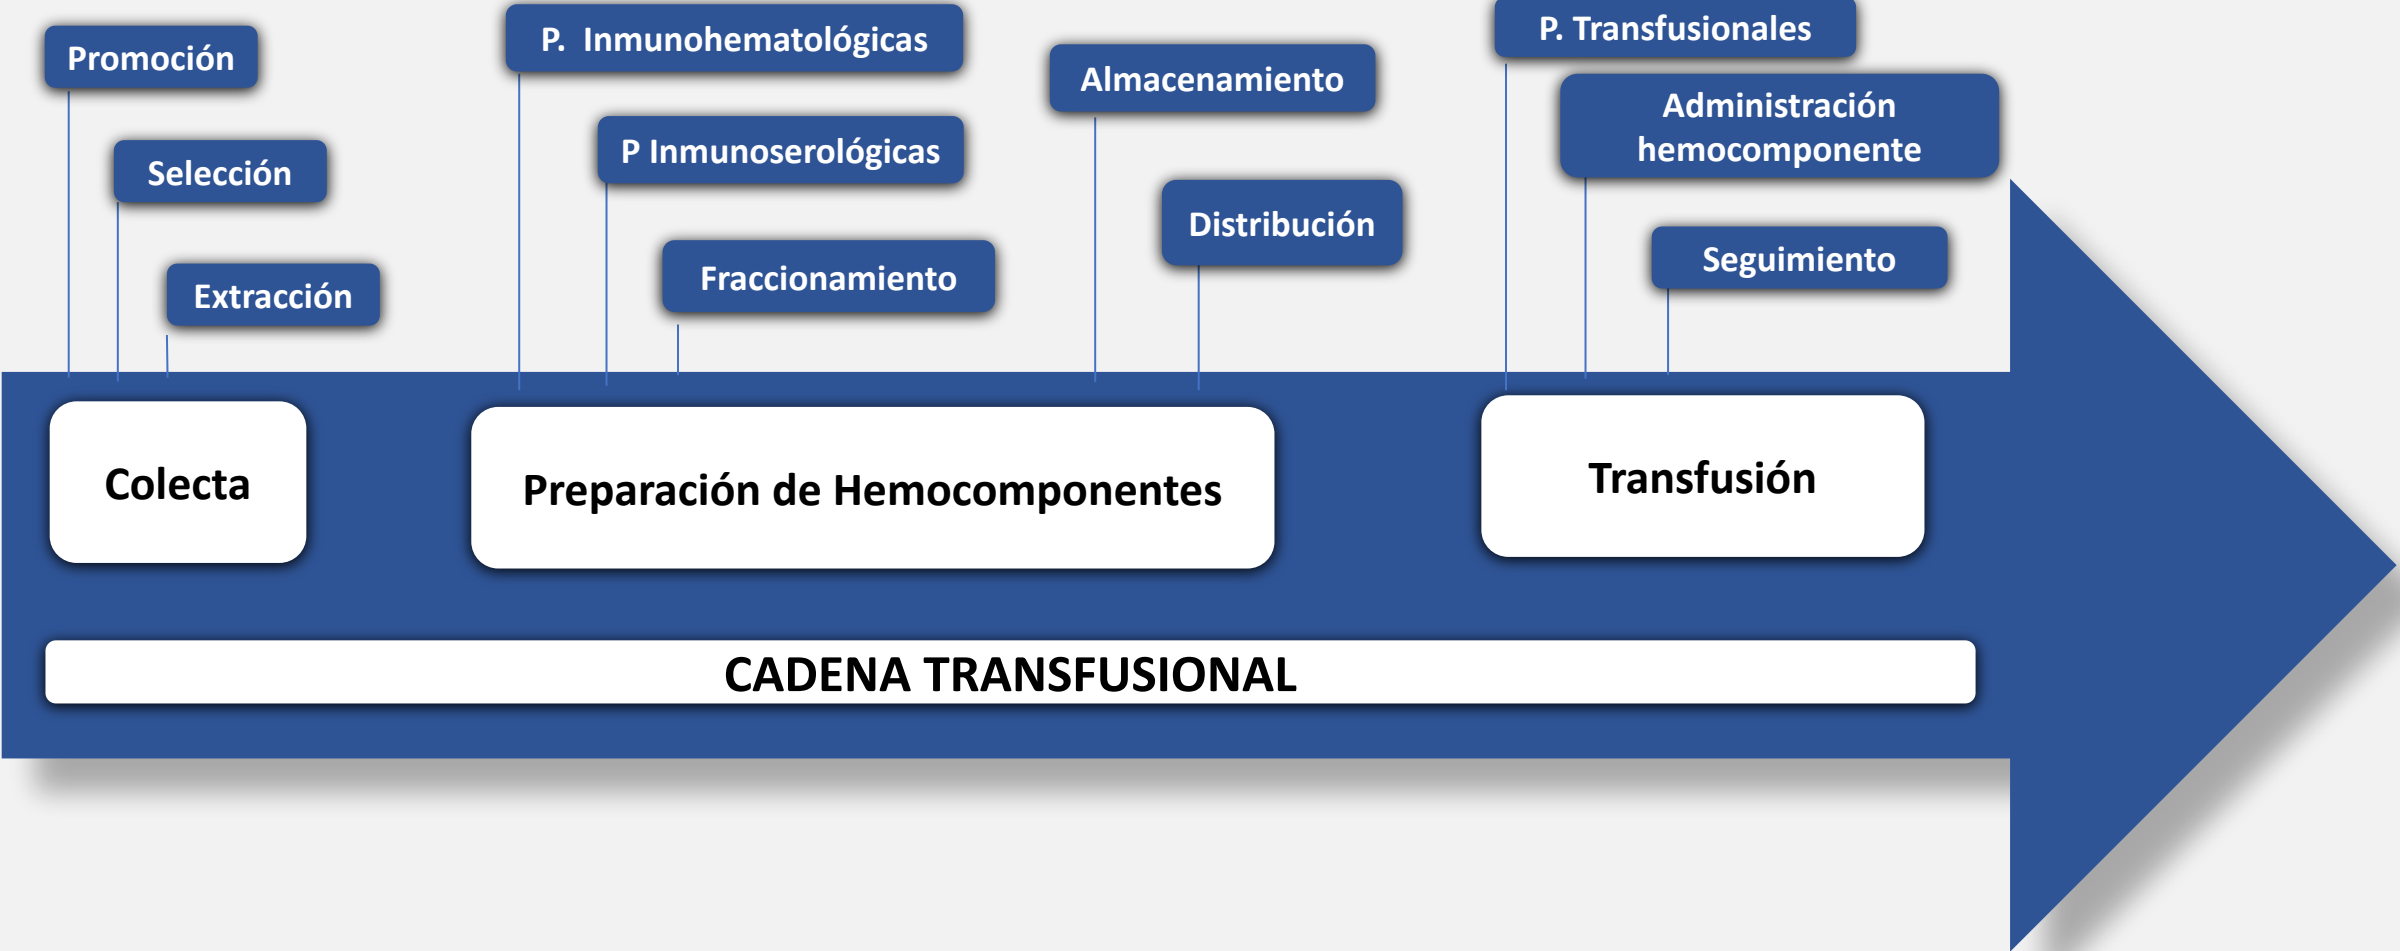 Promoción
Selección
Extracción
P. Inmunohematológicas
P Inmunoserológicas
Fraccionamiento
Almacenamiento
Distribución
P. Transfusionales
Administración
hemocomponente
Seguimiento
Colecta
Preparación de Hemocomponentes
Transfusión
CADENA TRANSFUSIONAL